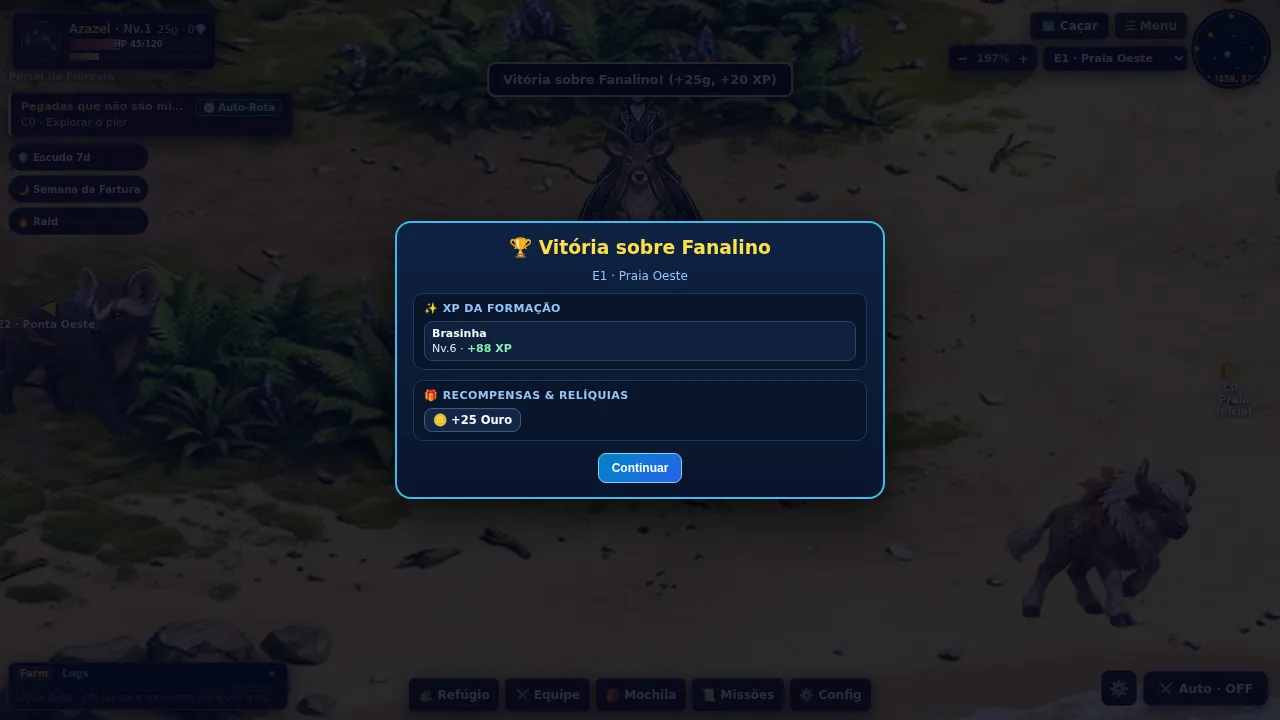 Azazel · Nv.1 25g · 0💎
HP 45/120
Portal da Floresta
Pegadas que não são mi... Auto-Rota
C0 · Explorar o píer
Escudo 7d
Semana da Fartura
Raid
Vitória sobre Fanalino! (+25g, +20 XP)
Caçar ☰ Menu
− 197% + E1 · Praia Oeste
🏆 Vitória sobre Fanalino
E1 · Praia Oeste
✨ XP DA FORMAÇÃO
Brasinha
Nv.6 · +88 XP
🎁 RECOMPENSAS & RELÍQUIAS
🪙 +25 Ouro
Continuar
E2 · Ponta Oeste
C0 ·
Praia
Inicial
Farm Logs
Refúgio Equipe Mochila Missões Config
Auto · OFF